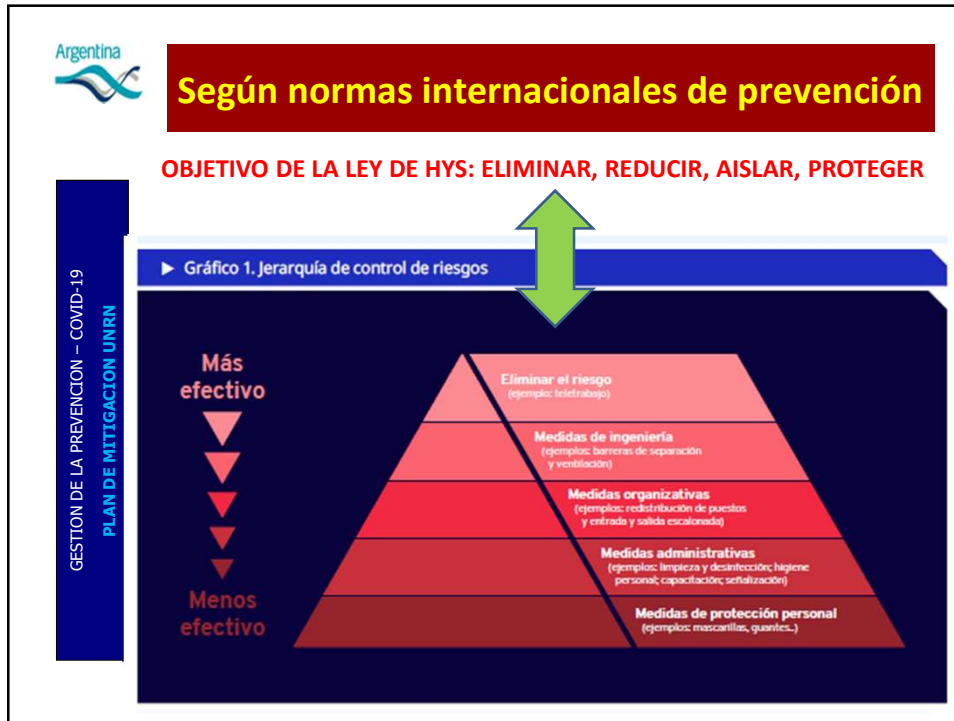 Argentina
Según normas internacionales de prevención
OBJETIVO DE LA LEY DE HYS: ELIMINAR, REDUCIR, AISLAR, PROTEGER
GESTION DE LA PREVENCION – COVID-19
PLAN DE MITIGACION UNRN
▶ Gráfico 1. Jerarquía de control de riesgos
Más
efectivo
Menos
efectivo
Eliminar el riesgo
(ejemplo: teletrabajo)
Medidas de ingeniería
(ejemplos: barreras de separación
y ventilación)
Medidas organizativas
(ejemplos: redistribución de puestos
y entrada y salida escalonada)
Medidas administrativas
(ejemplos: limpieza y desinfección; higiene
personal; capacitación; señalización)
Medidas de protección personal
(ejemplos: mascarillas, guantes...)